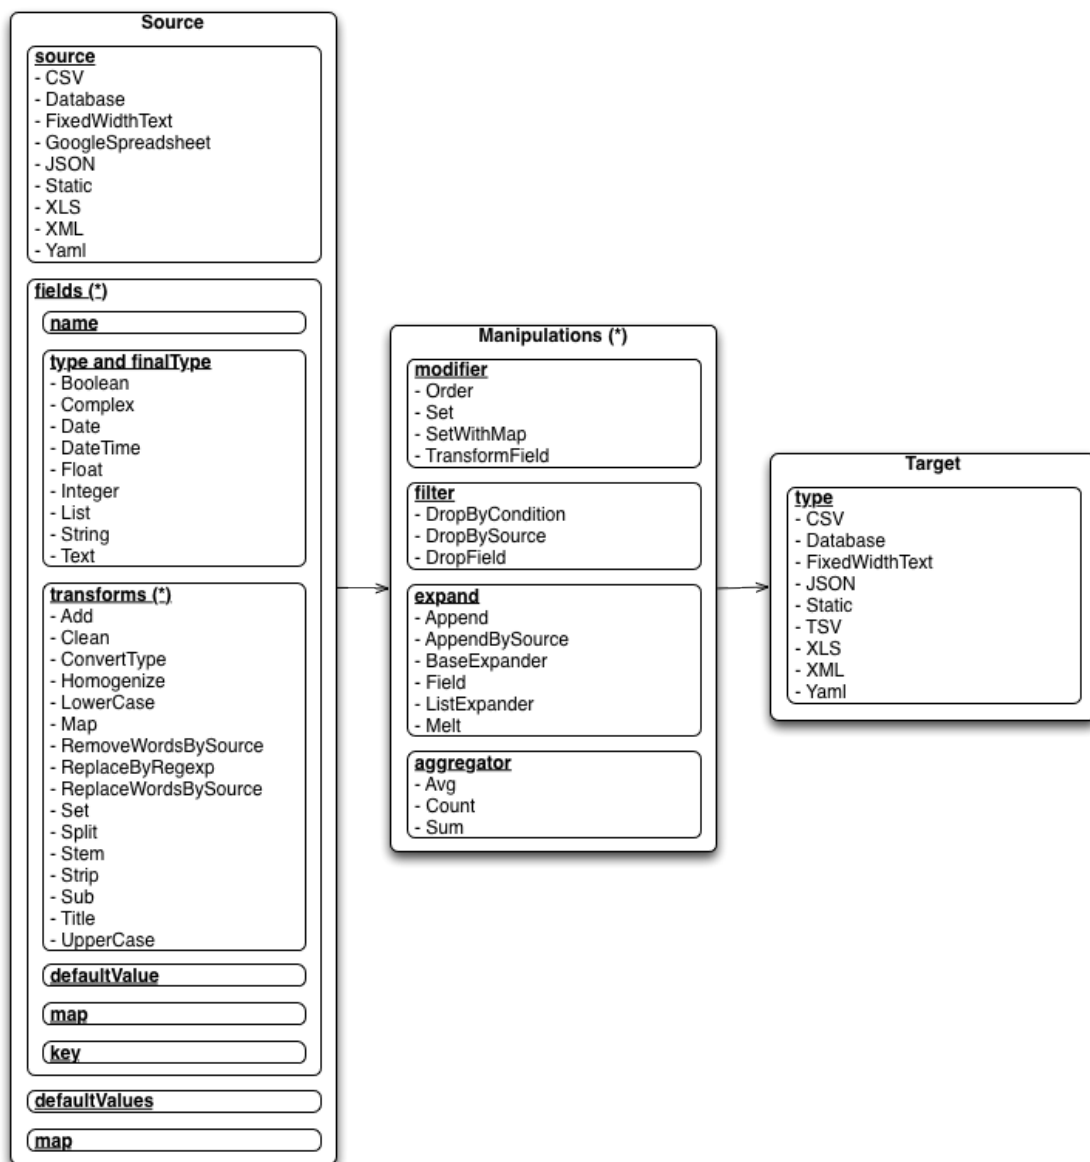 Source
source
- CSV
- Database
- FixedWidthText
- GoogleSpreadsheet
- JSON
- Static
- XLS
- XML
- Yaml
fields (*)
name
type and finalType
- Boolean
- Complex
- Date
- DateTime
- Float
- Integer
- List
- String
- Text
transforms (*)
- Add
- Clean
- ConvertType
- Homogenize
- LowerCase
- Map
- RemoveWordsBySource
- ReplaceByRegexp
- ReplaceWordsBySource
- Set
- Split
- Stem
- Strip
- Sub
- Title
- UpperCase
defaultValue
map
key
defaultValues
map
Manipulations (*)
modifier
- Order
- Set
- SetWithMap
- TransformField
filter
- DropByCondition
- DropBySource
- DropField
expand
- Append
- AppendBySource
- BaseExpander
- Field
- ListExpander
- Melt
aggregator
- Avg
- Count
- Sum
Target
type
- CSV
- Database
- FixedWidthText
- JSON
- Static
- TSV
- XLS
- XML
- Yaml